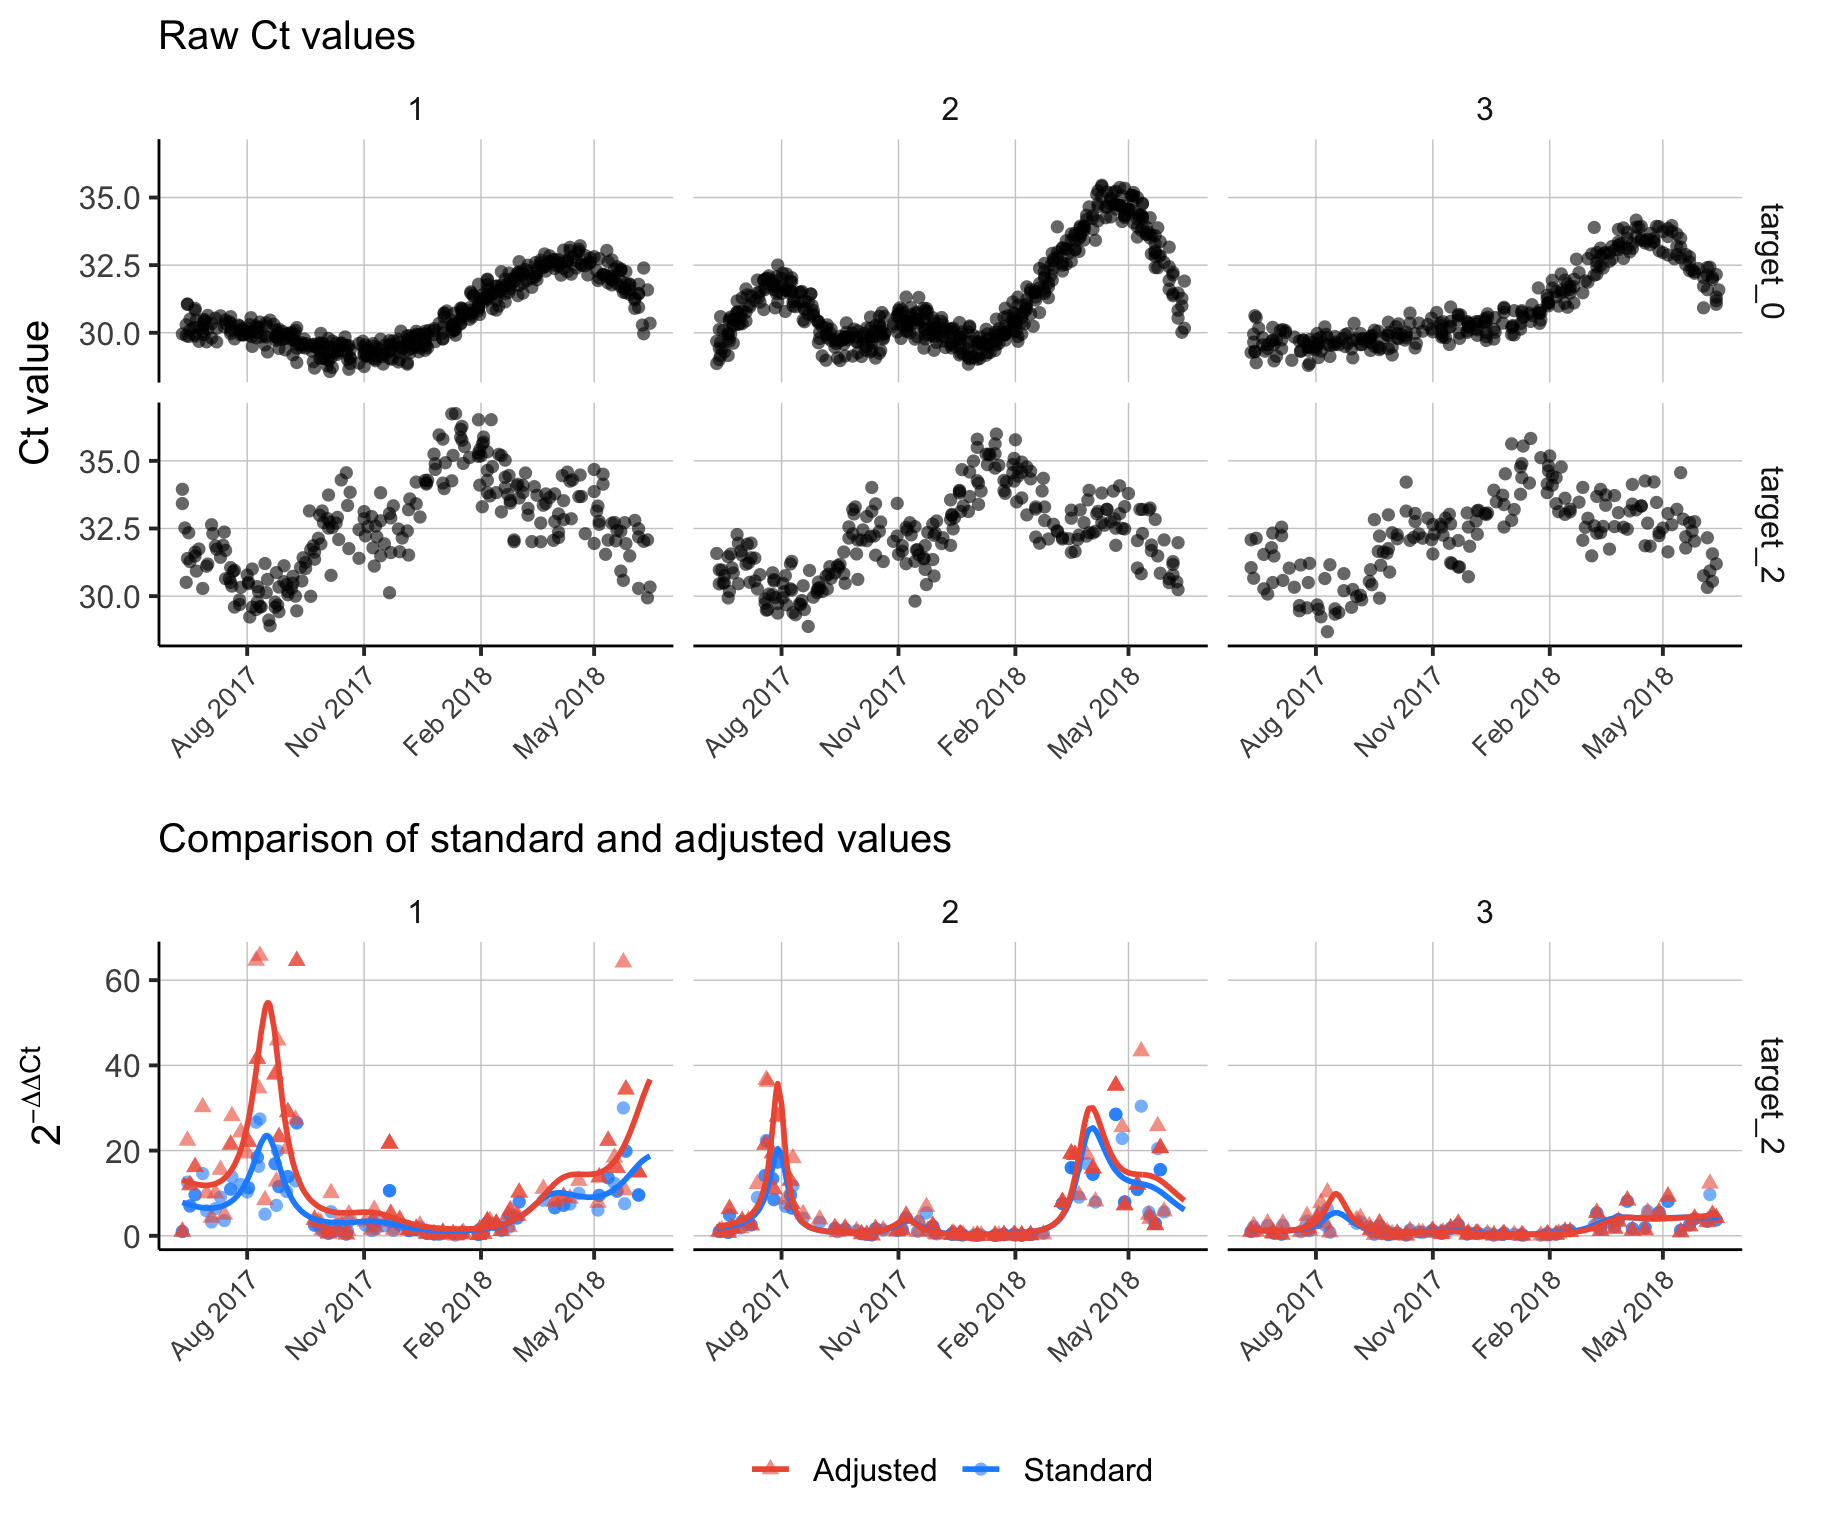 Raw Ct values
1 2 3
35.0
32.5
30.0
target_0
Ct value
35.0
32.5
30.0
target_2
Aug 2017 Nov 2017 Feb 2018 May 2018 Aug 2017 Nov 2017 Feb 2018 May 2018 Aug 2017 Nov 2017 Feb 2018 May 2018
Comparison of standard and adjusted values
1 2 3
60
40
20
0
2^−ΔΔCt
target_2
Aug 2017 Nov 2017 Feb 2018 May 2018 Aug 2017 Nov 2017 Feb 2018 May 2018 Aug 2017 Nov 2017 Feb 2018 May 2018
Adjusted Standard